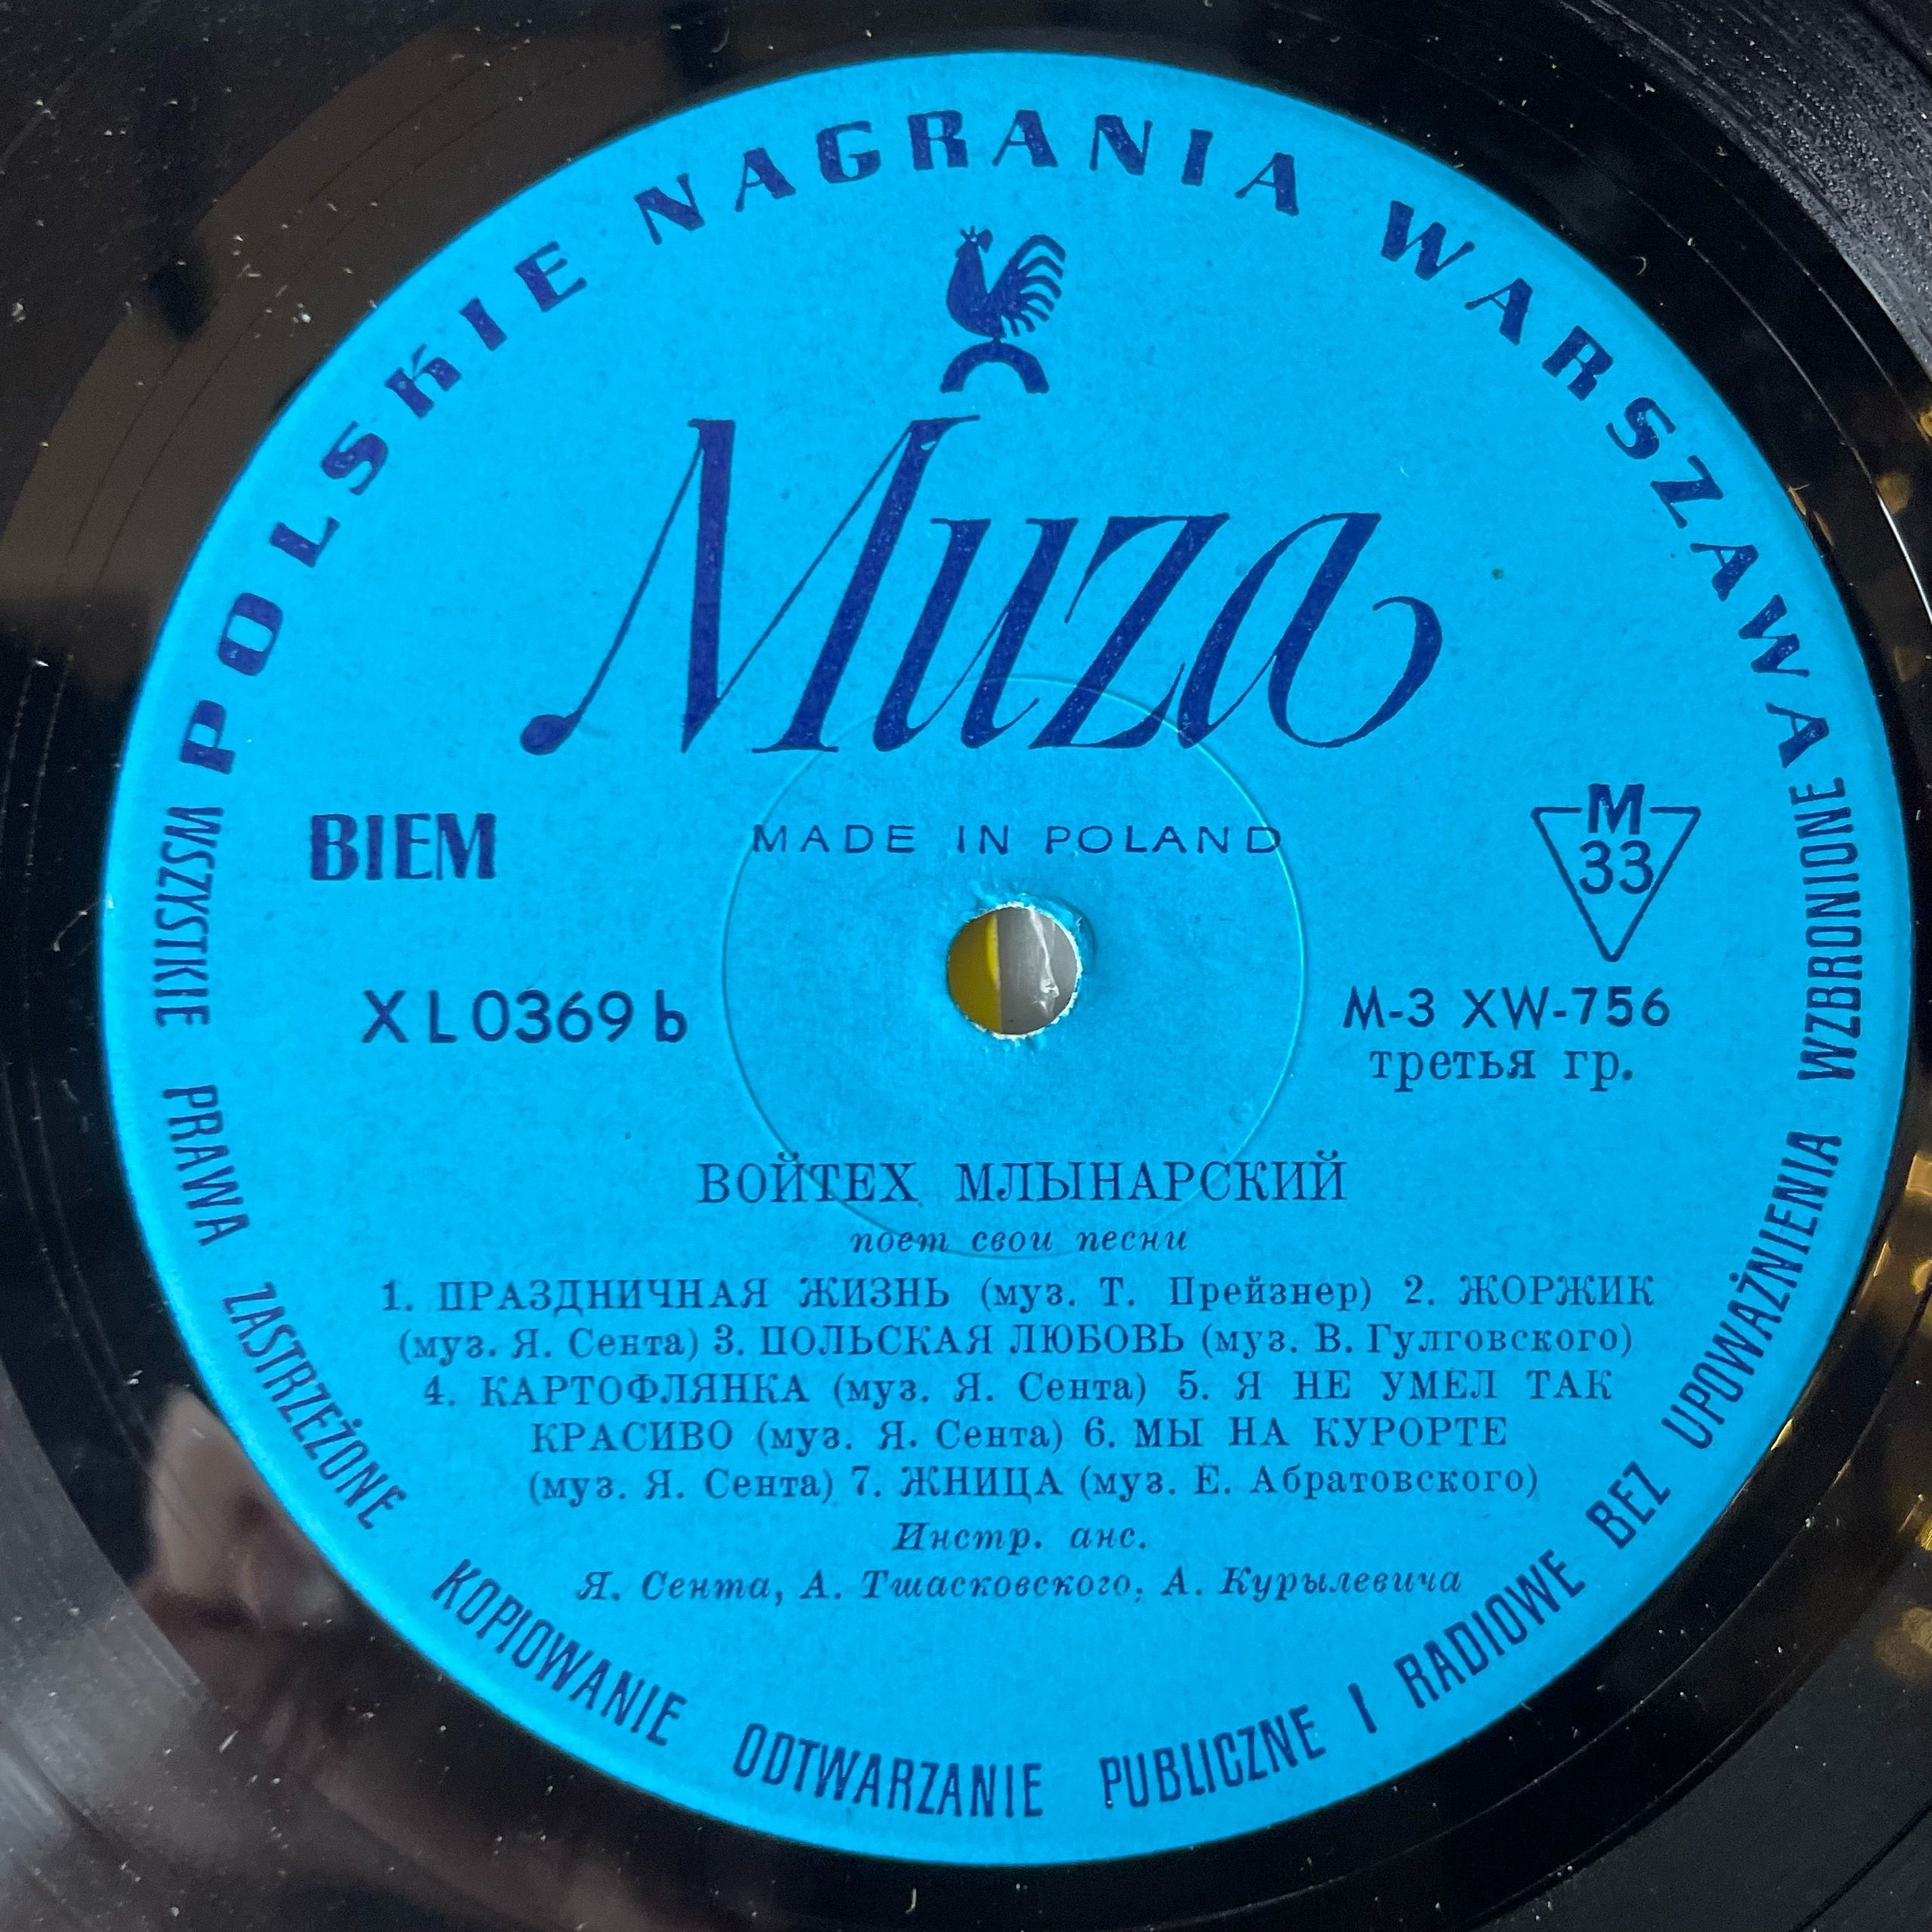 POLSKIE NAGRANIA WARSZAWA
Muza
BIEM
MADE IN POLAND
M
33
XL0369b
M-3 XW-756
третья гр.
ВОЙТЕХ МЛЫНАРСКИЙ
поет свои песни
1. ПРАЗДНИЧНАЯ ЖИЗНЬ (муз. Т. Прейзнер) 2. ЖОРЖИК
(муз. Я. Сента) 3. ПОЛЬСКАЯ ЛЮБОВЬ (муз. В. Гулговского)
4. КАРТОФЛЯНКА (муз. Я. Сента) 5. Я НЕ УМЕЛ ТАК
КРАСИВО (муз. Я. Сента) 6. МЫ НА КУРОРТЕ
(муз. Я. Сента) 7. ЖНИЦА (муз. Е. Абратовского)
Инстр. анс.
Я. Сента, А. Тшасковского, А. Курылевича
WSZYSTKIE PRAWA ZASTRZEŻONE KOPIOWANIE ODTWARZANIE PUBLICZNE I RADIOWE BEZ UPOWAŻNIENIA WZBRONIONE